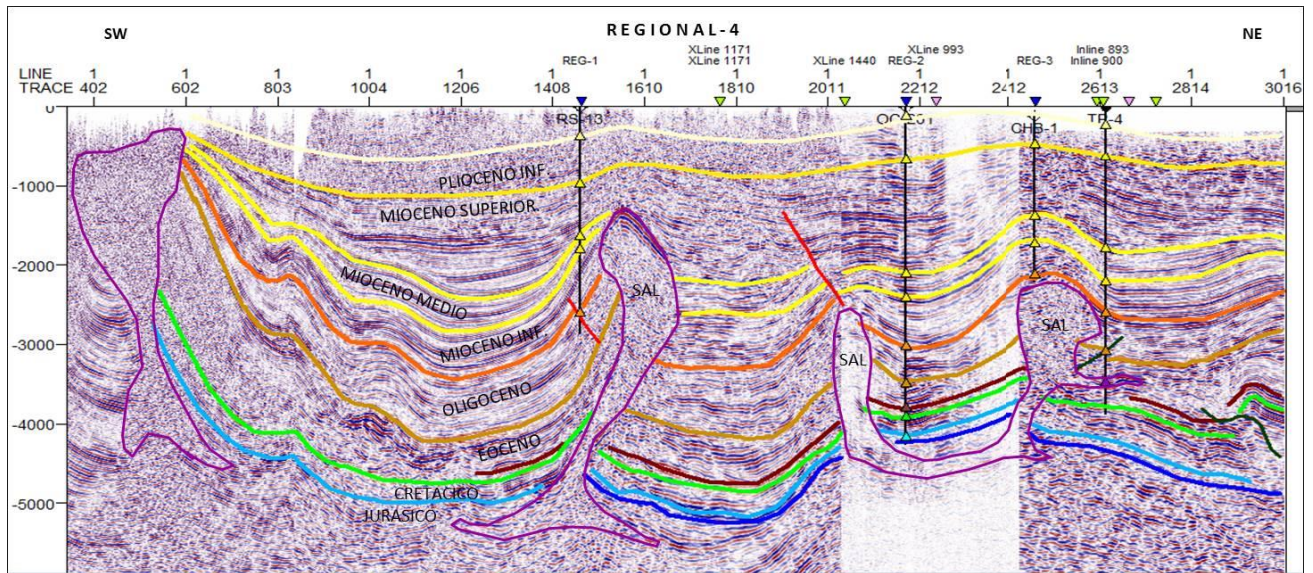 REGIONAL-4
SW
NE
XLine 1171 XLine 993 Inline 893
REG-1 XLine 1171 XLine 1440 REG-2 REG-3 Inline 900
LINE 1 1 1 1 1 1 1 1 1 1 1 1 1 1
TRACE 402 602 803 1004 1206 1408 1610 1810 2011 2212 2412 2613 2814 3016
0
RS-13
CHB-1
TP-4
PLIOCENO INF.
-1000
MIOCENO SUPERIOR.
-2000
MIOCENO MEDIO
SAL
SAL
-3000
MIOCENO INF
SAL
OLIGOCENO
-4000
EOCENO
CRETACICO
-5000
JURASICO